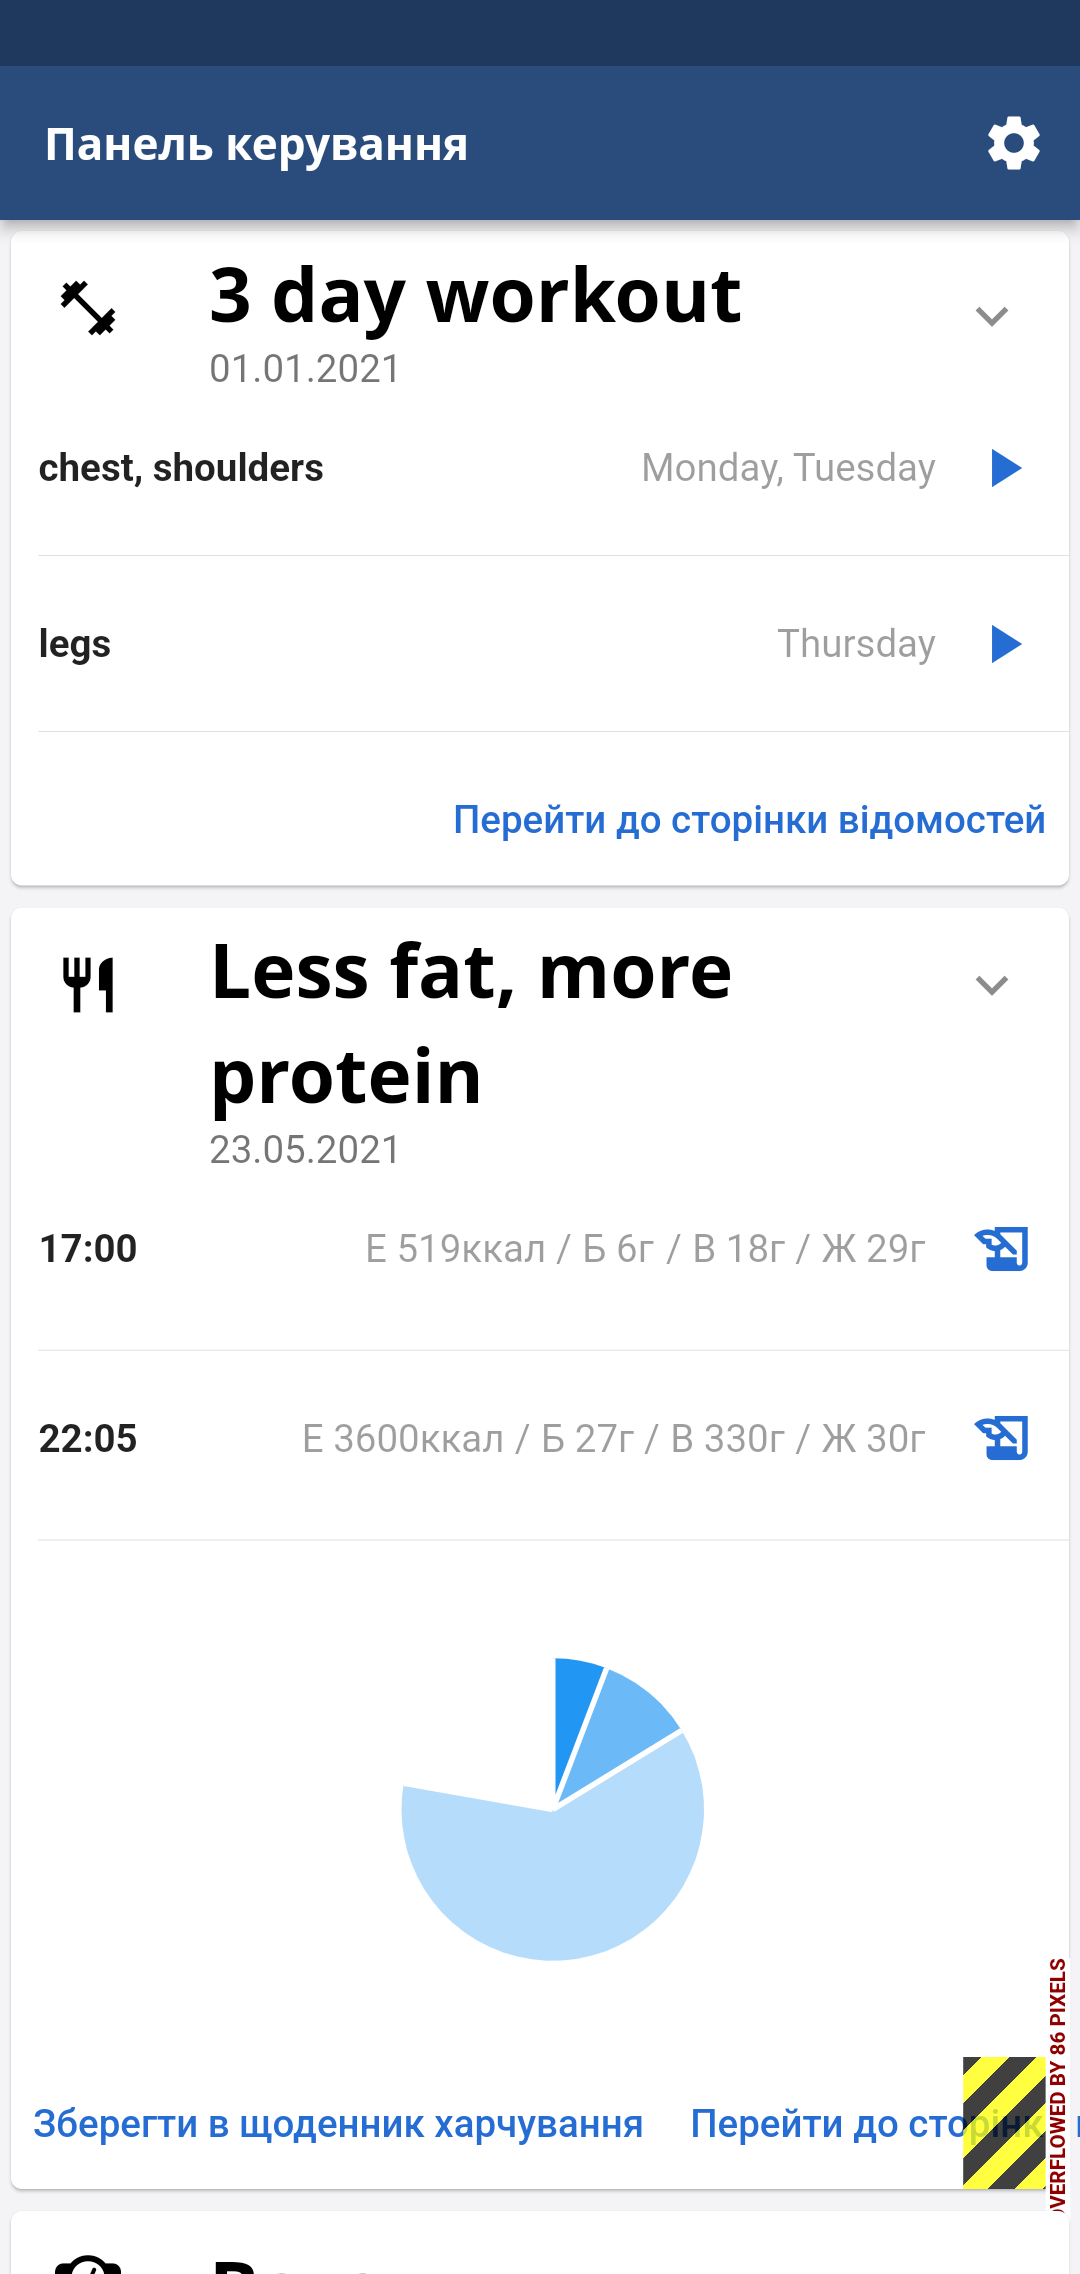 Панель керування
3 day workout
01.01.2021
chest, shoulders
Monday, Tuesday
legs
Thursday
Перейти до сторінки відомостей
Less fat, more
protein
23.05.2021
17:00
Е 519ккал / Б 6г / В 18г / Ж 29г
22:05
Е 3600ккал / Б 27г / В 330г / Ж 30г
OVERFLOWED BY 86 PIXELS
Зберегти в щоденник харчування
Перейти до сторінк